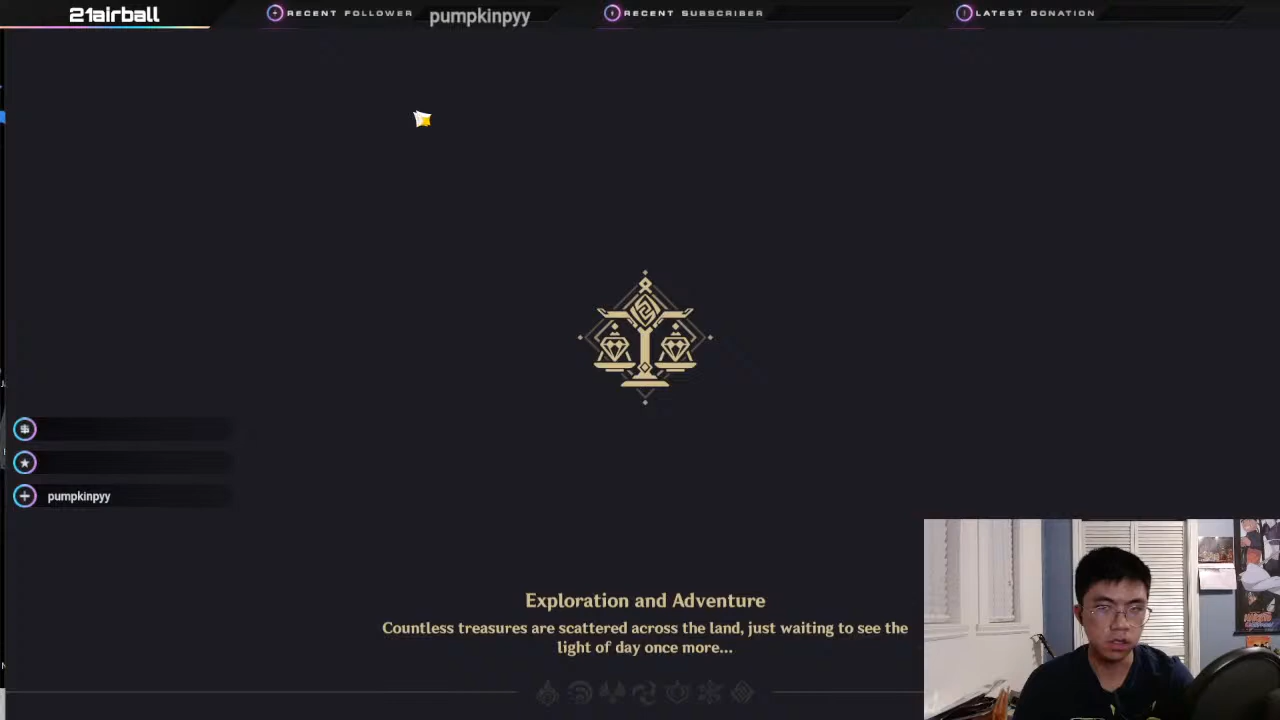 21airball
RECENT FOLLOWER
pumpkinpyy
RECENT SUBSCRIBER
LATEST DONATION
pumpkinpyy
Exploration and Adventure
Countless treasures are scattered across the land, just waiting to see the
light of day once more...
NARUTO